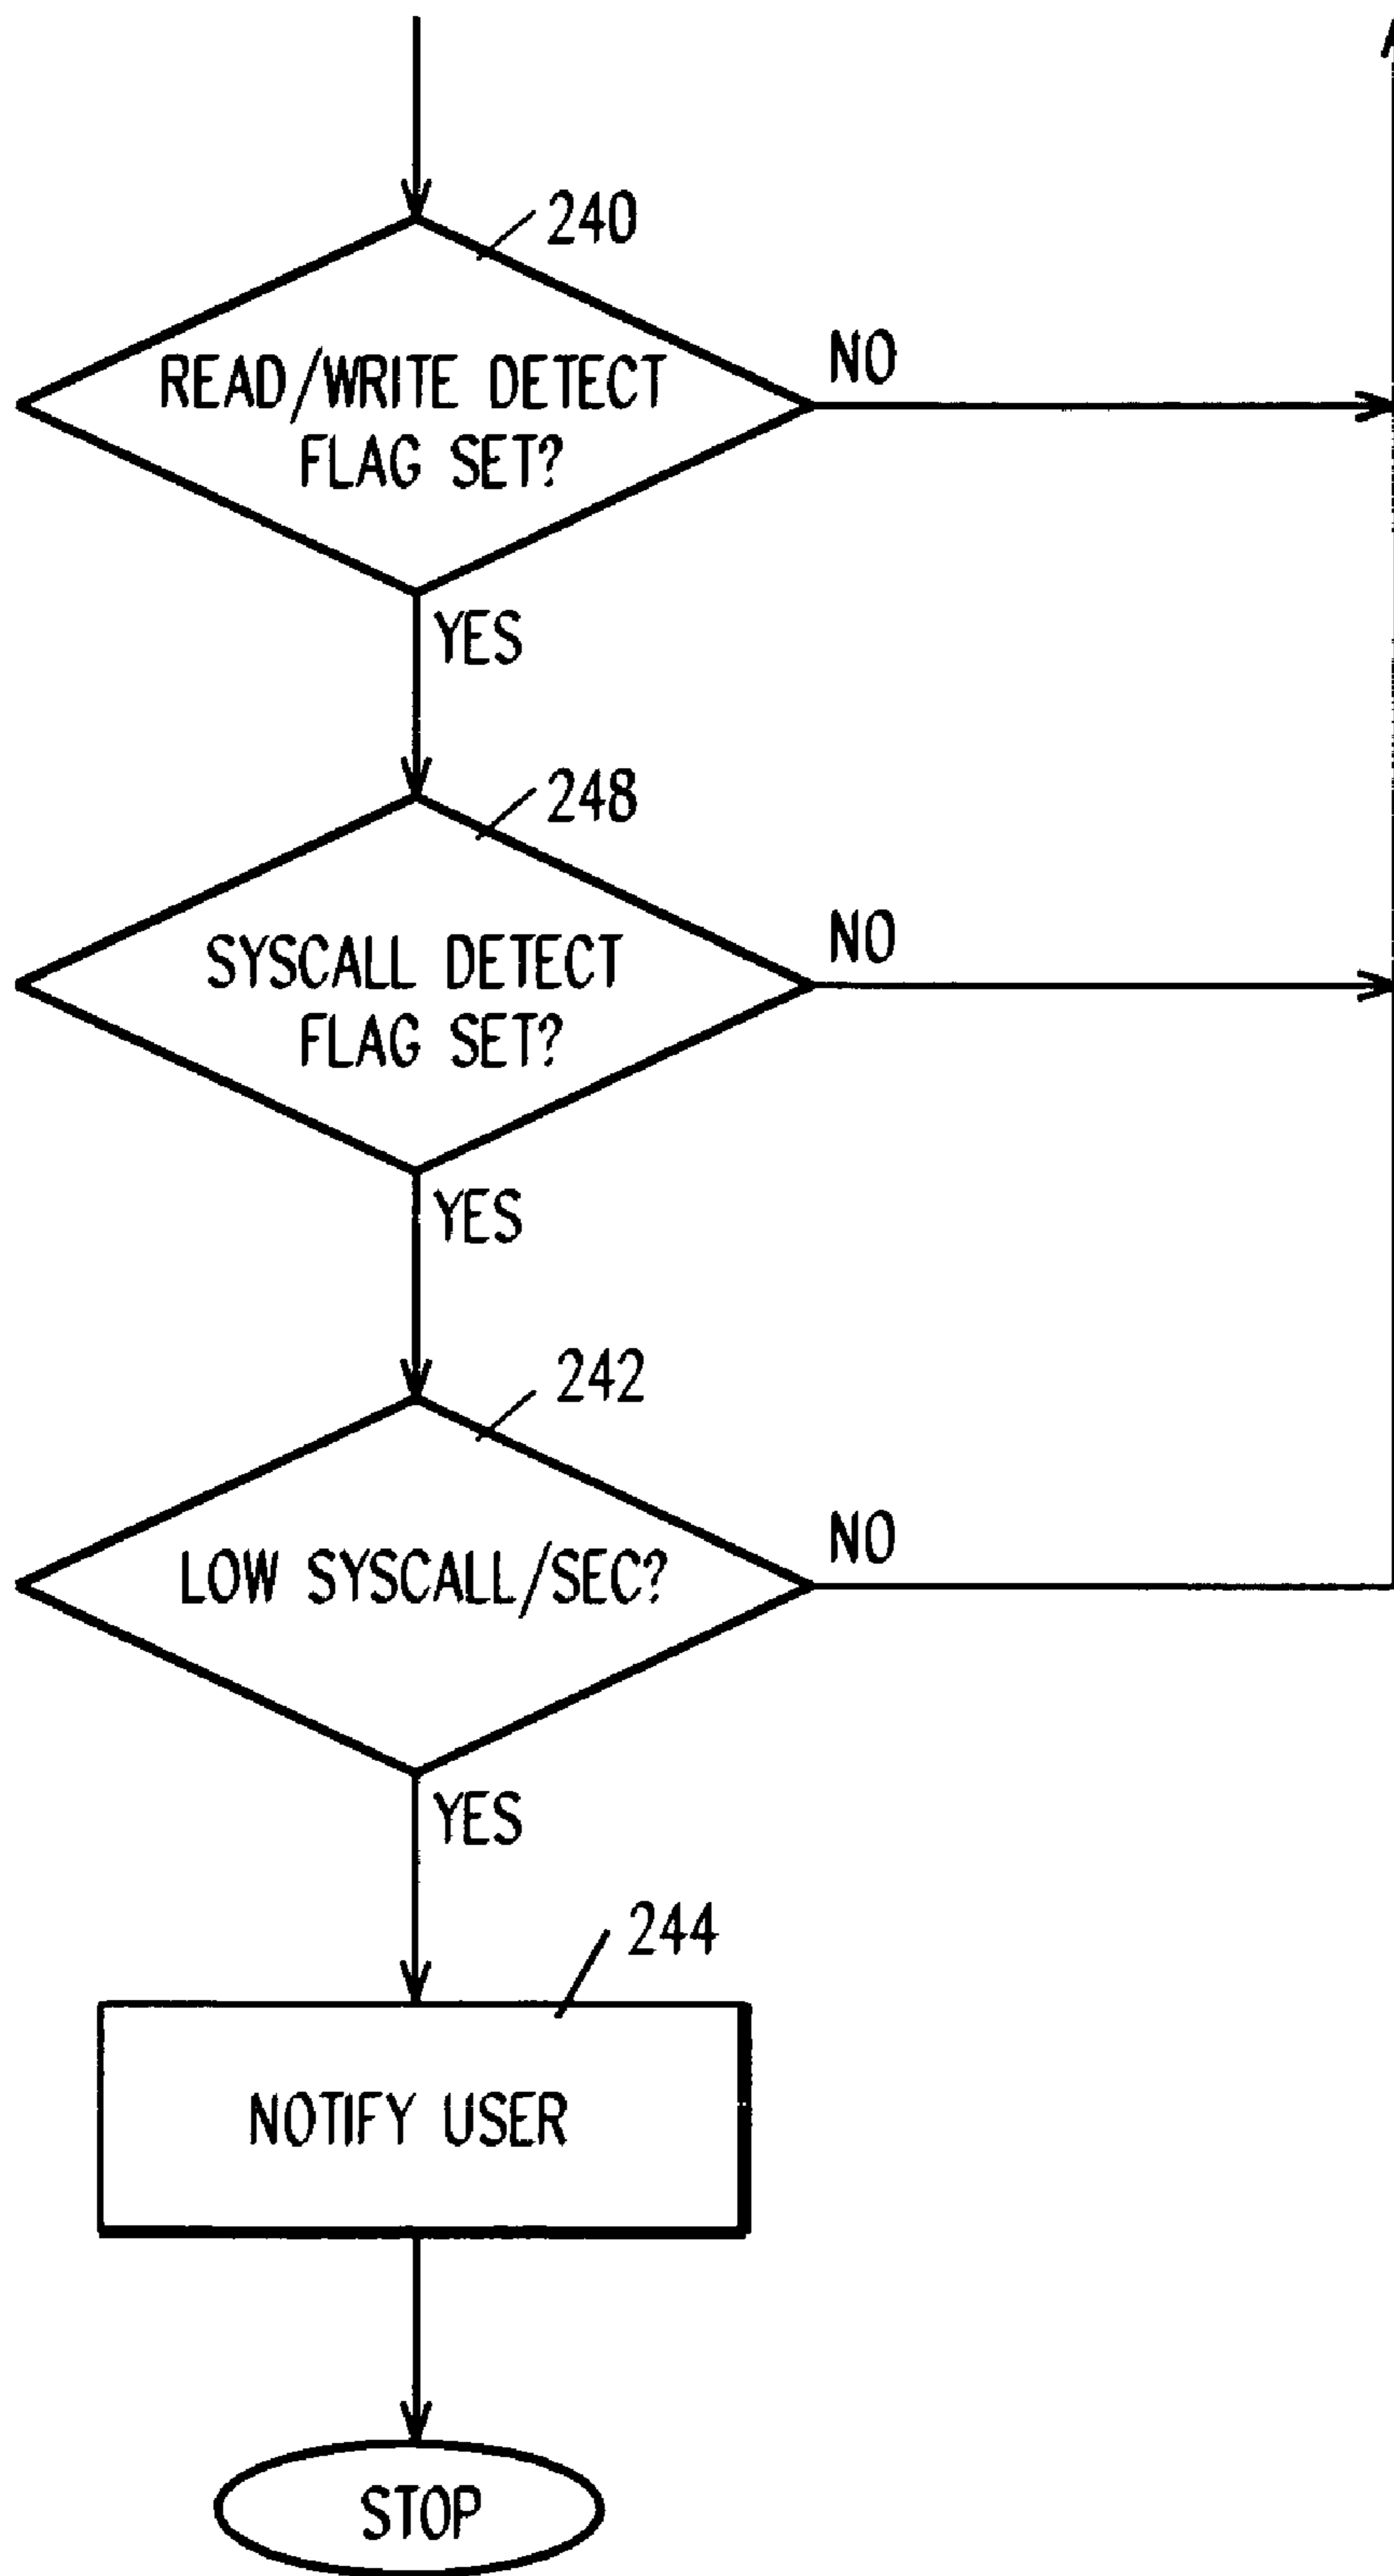 240
READ/WRITE DETECT
FLAG SET?
NO
YES
248
SYSCALL DETECT
FLAG SET?
NO
YES
242
LOW SYSCALL/SEC?
NO
YES
244
NOTIFY USER
STOP